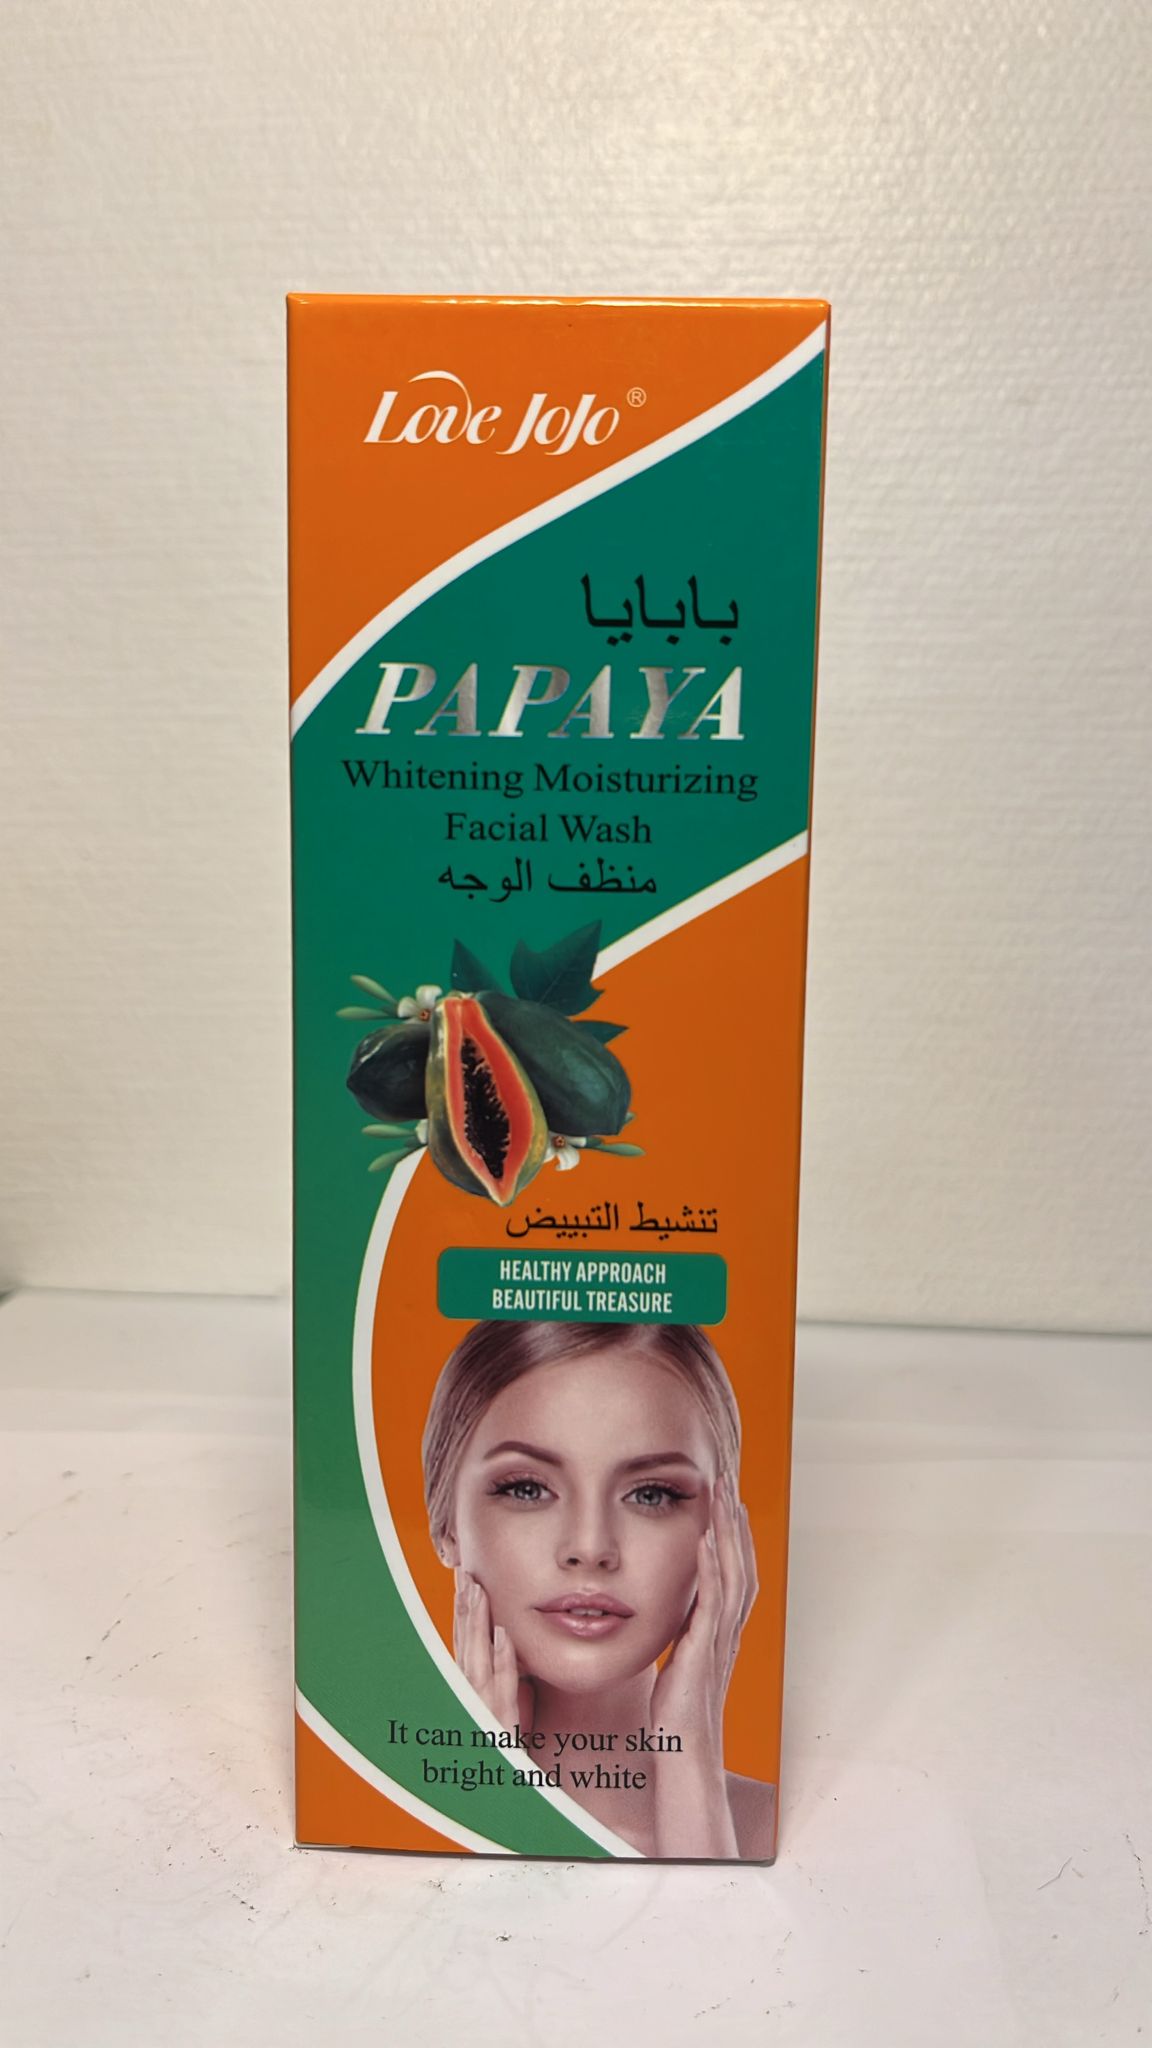 Love JoJo®
بابايا
PAPAYA
Whitening Moisturizing
Facial Wash
منظف الوجه
تنشيط التبييض
HEALTHY APPROACH
BEAUTIFUL TREASURE
It can make your skin
bright and white